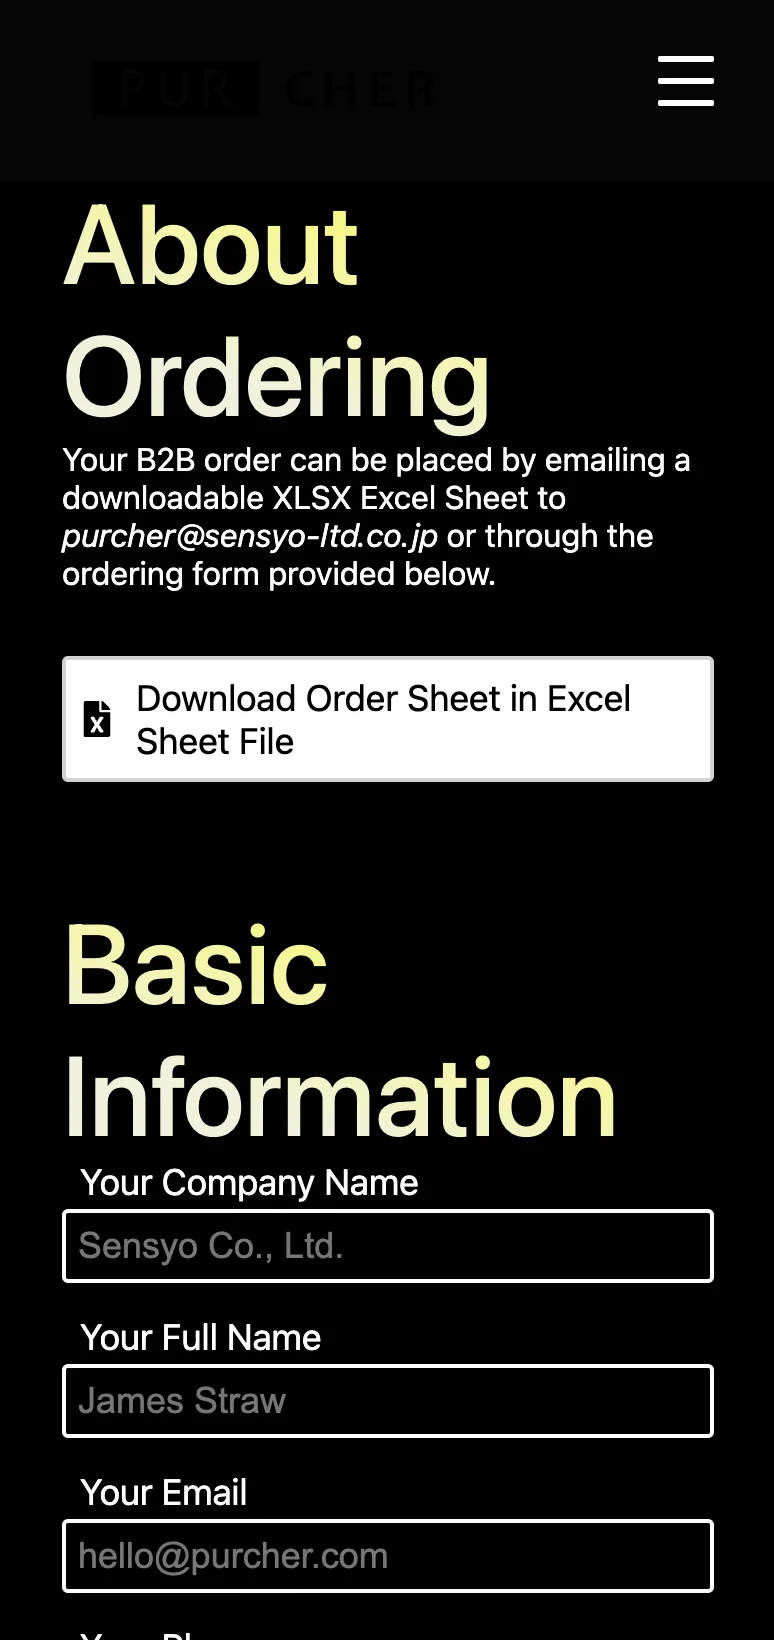 PUR CHER
About
Ordering
Your B2B order can be placed by emailing a
downloadable XLSX Excel Sheet to
purcher@sensyo-ltd.co.jp or through the
ordering form provided below.
Download Order Sheet in Excel
Sheet File
Basic
Information
Your Company Name
Sensyo Co., Ltd.
Your Full Name
James Straw
Your Email
hello@purcher.com